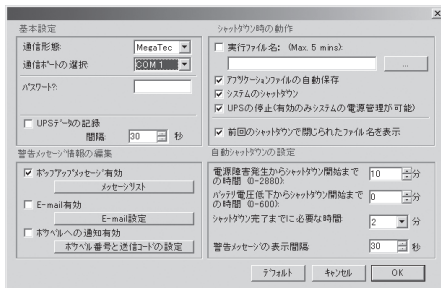 基本設定
通信形態: MegaTec
通信ポートの選択: COM1
パスワード?:
UPSデータの記録
間隔: 30 秒
警告メッセージ情報の編集
ポップアップメッセージ有効
メッセージリスト
E-mail有効
E-mail設定
ポケベルへの通知有効
ポケベル番号と送信コードの設定
シャットダウン時の動作
実行ファイル名: (Max. 5 mins):
...
アプリケーションファイルの自動保存
システムのシャットダウン
UPSの停止(有効のみシステムの電源管理が可能)
前回のシャットダウンで閉じられたファイル名を表示
自動シャットダウンの設定
電源障害発生からシャットダウン開始まで
の時間 (0-2880): 10 分
バッテリ電圧低下からシャットダウン開始まで
の時間 (0-600): 1 分
シャットダウン完了までに必要な時間: 2 分
警告メッセージの表示間隔: 30 秒
デフォルト キャンセル OK